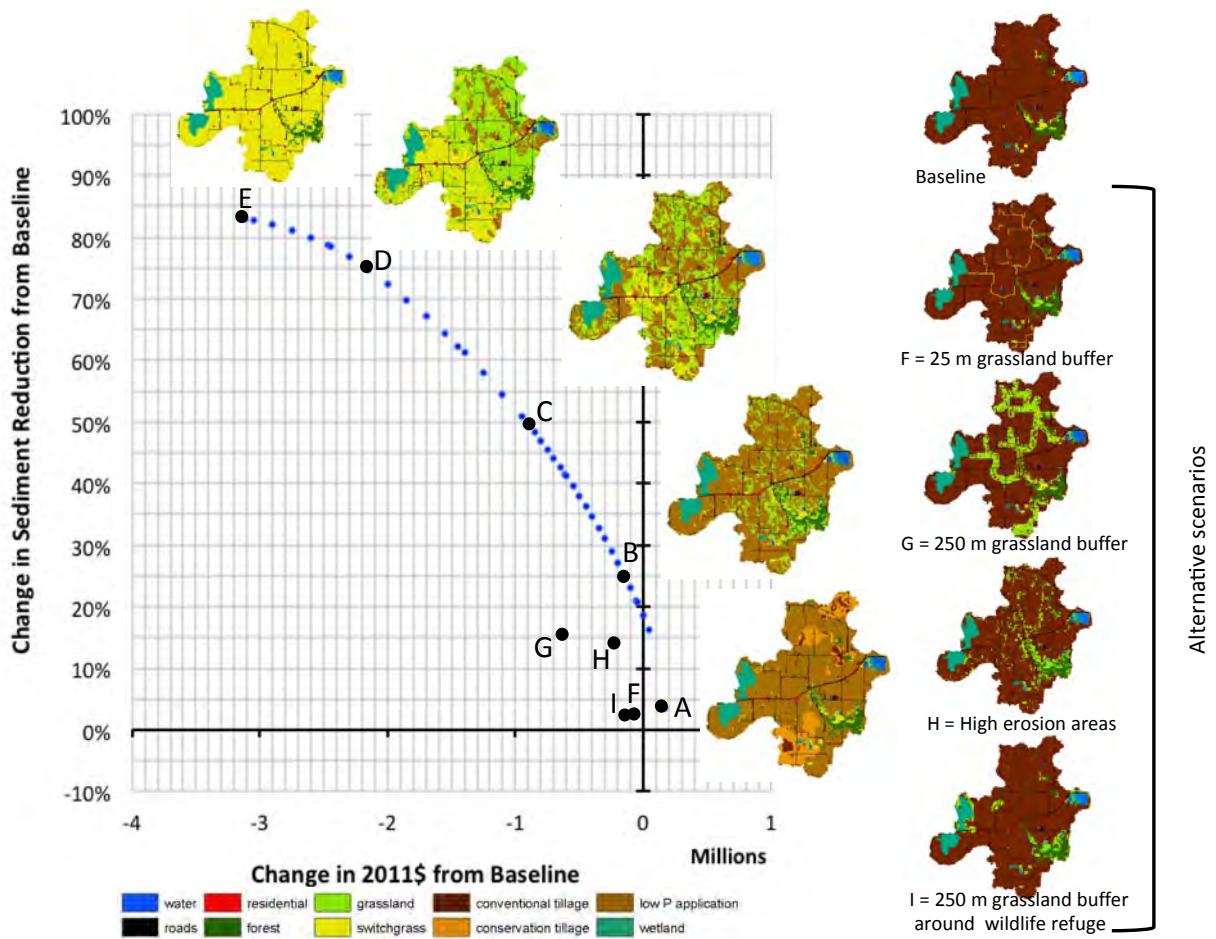 Change in Sediment Reduction from Baseline
100%
90%
80%
70%
60%
50%
40%
30%
20%
10%
0%
-10%
E
D
C
B
G
H
I
F
A
-4
-3
-2
-1
0
1
Millions
Change in 2011$ from Baseline
water
residential
grassland
conventional tillage
low P application
roads
forest
switchgrass
conservation tillage
wetland
Baseline
F = 25 m grassland buffer
G = 250 m grassland buffer
H = High erosion areas
I = 250 m grassland buffer
around wildlife refuge
Alternative scenarios